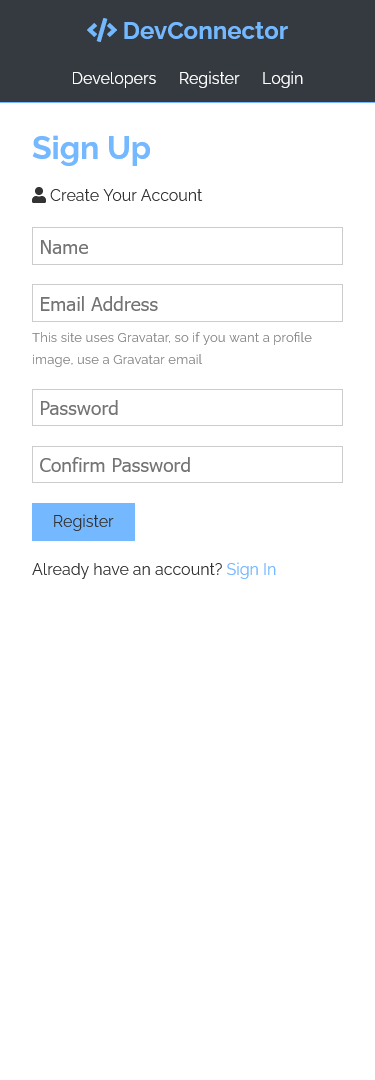 </> DevConnector
Developers Register Login
Sign Up
Create Your Account
Name
Email Address
This site uses Gravatar, so if you want a profile
image, use a Gravatar email
Password
Confirm Password
Register
Already have an account? Sign In